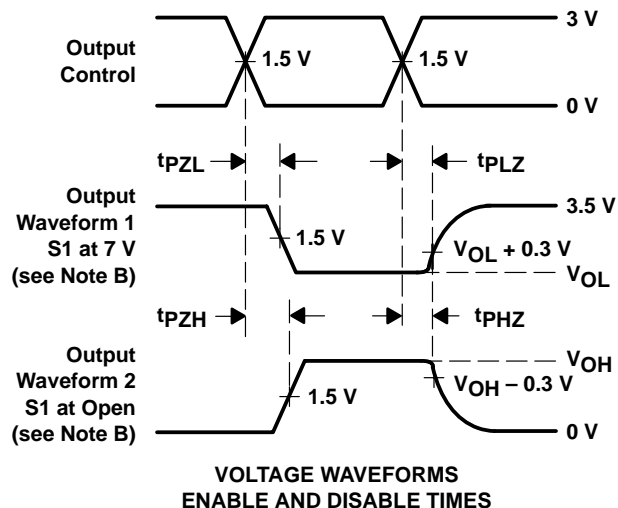 3 V
Output
Control
1.5 V
1.5 V
0 V
tPZL
tPLZ
Output
Waveform 1
S1 at 7 V
(see Note B)
3.5 V
1.5 V
VOL + 0.3 V
VOL
tPZH
tPHZ
Output
Waveform 2
S1 at Open
(see Note B)
VOH
1.5 V
VOH – 0.3 V
0 V
VOLTAGE WAVEFORMS
ENABLE AND DISABLE TIMES